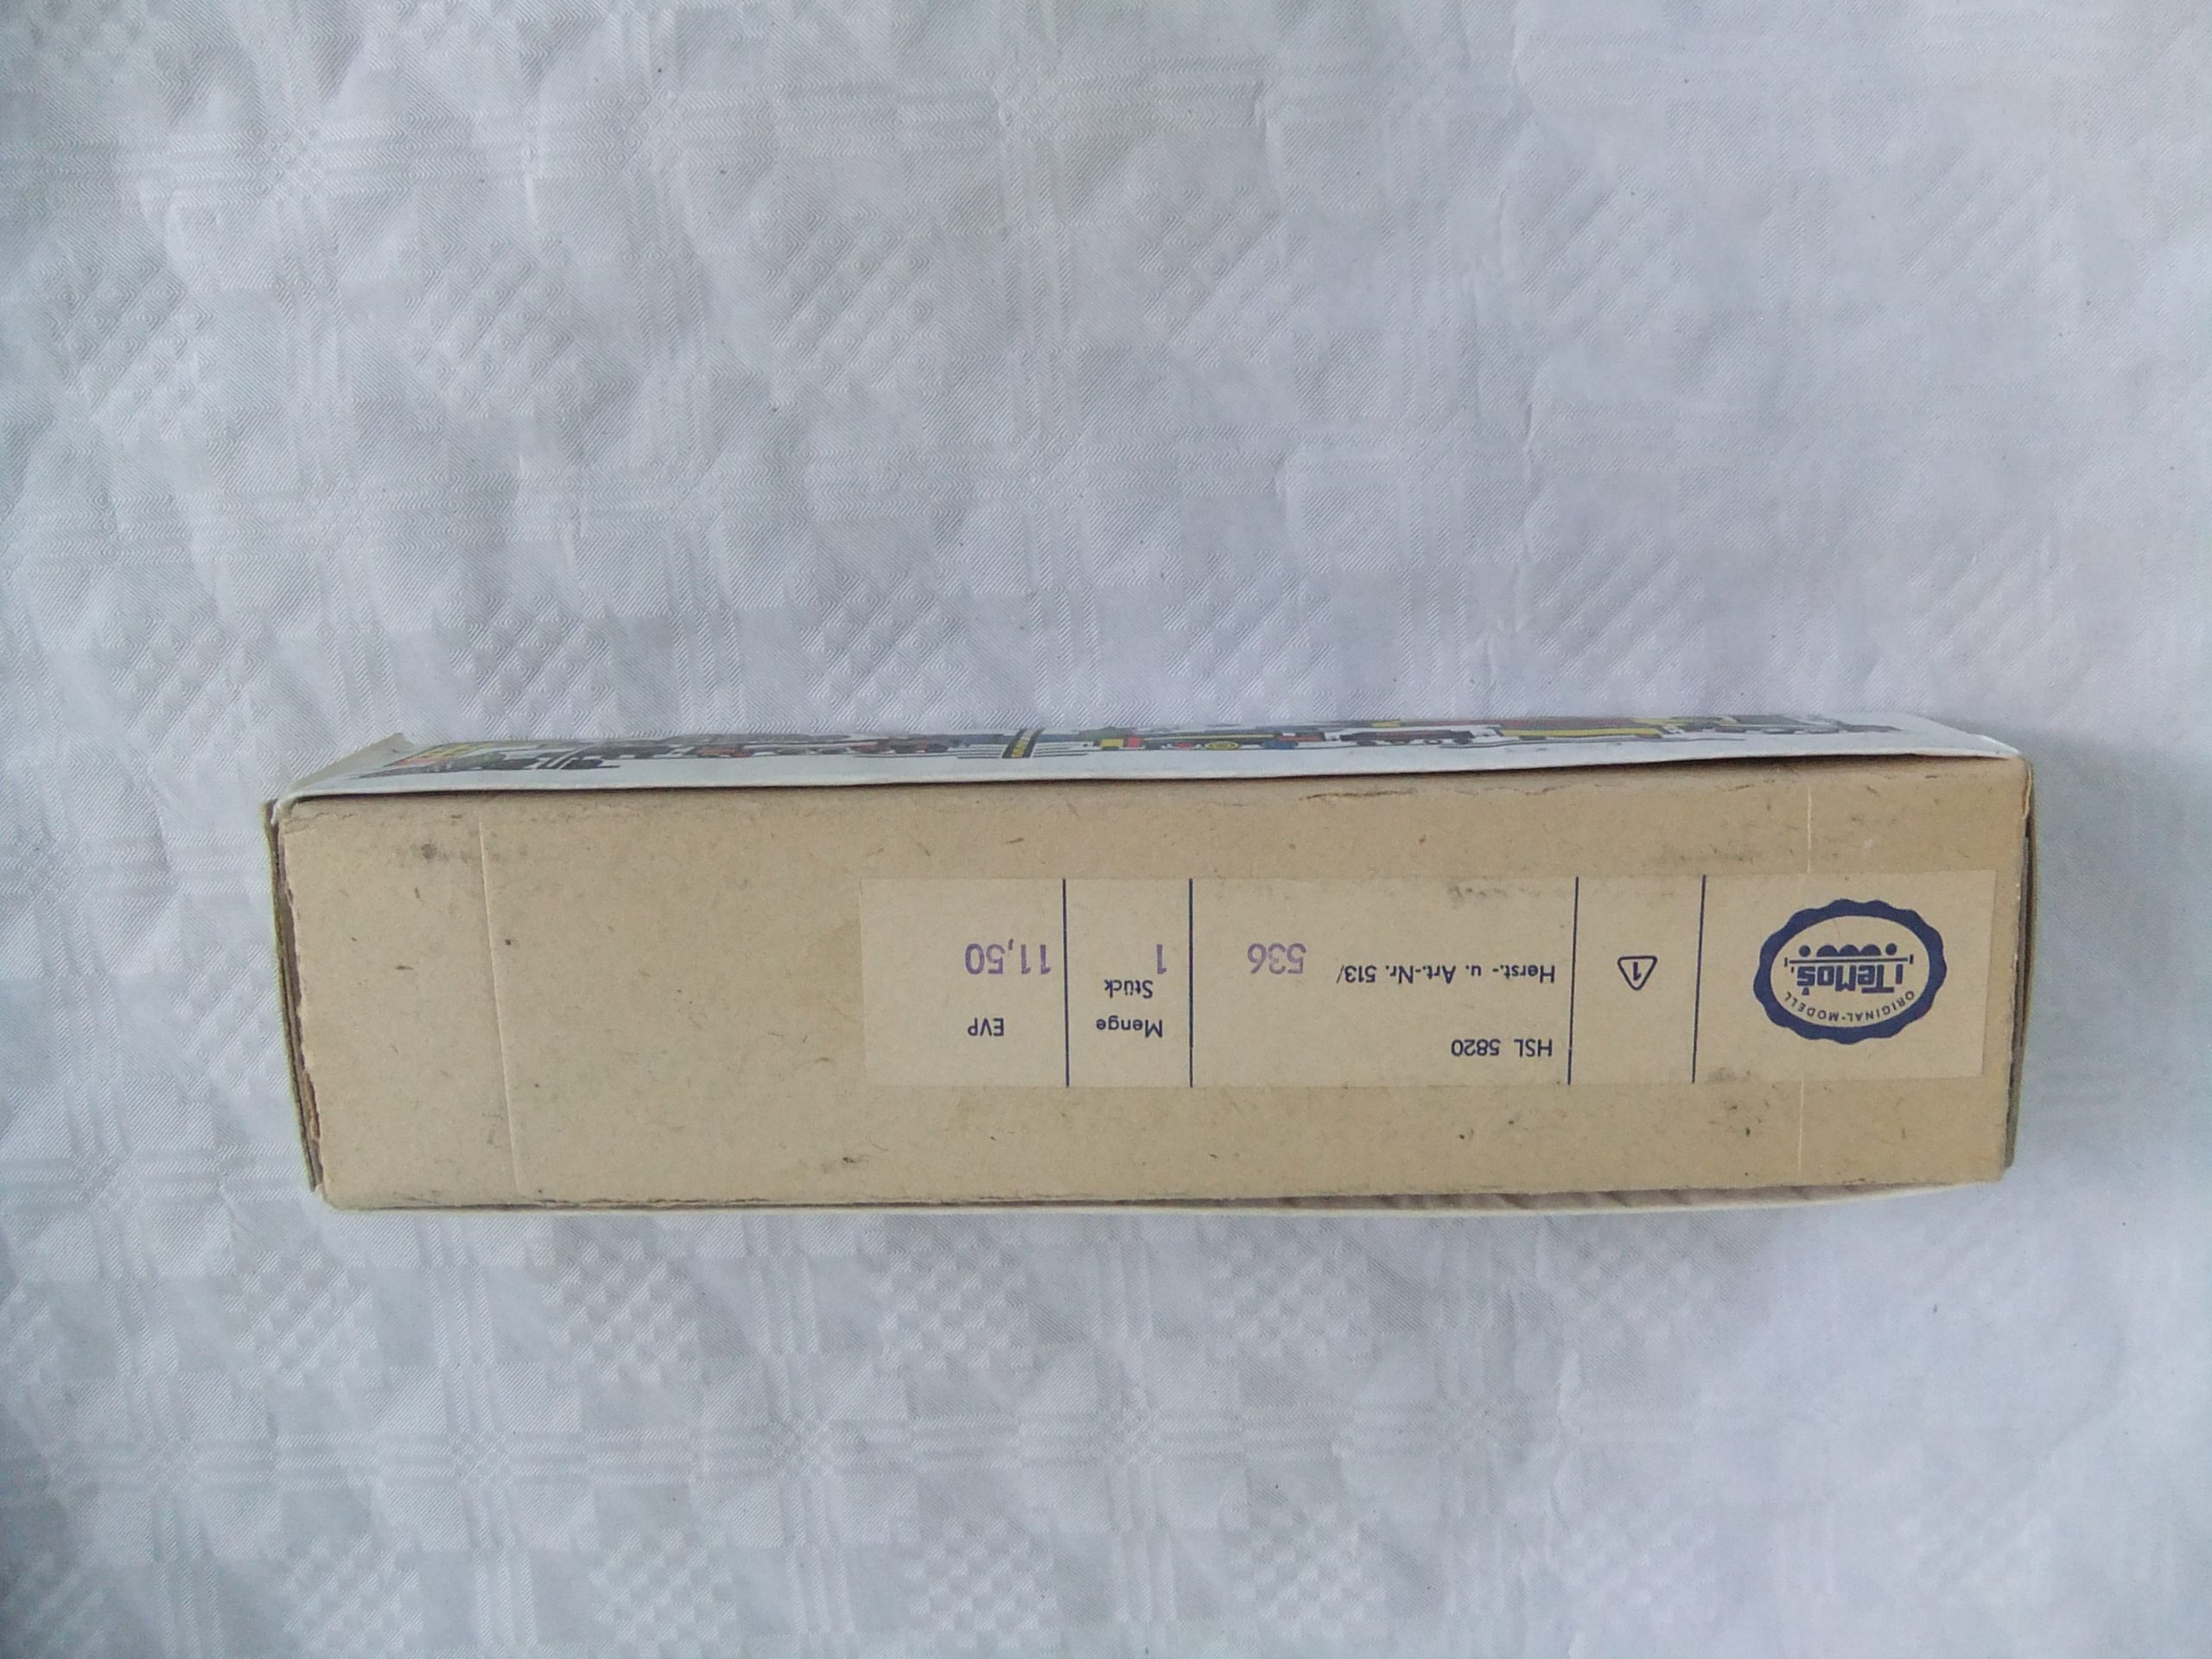 ORIGINAL-MODELL
TeMos
1
HSL 5820
Herst.- u. Art.-Nr. 513/ 536
Menge
Stück
1
EVP
11,50